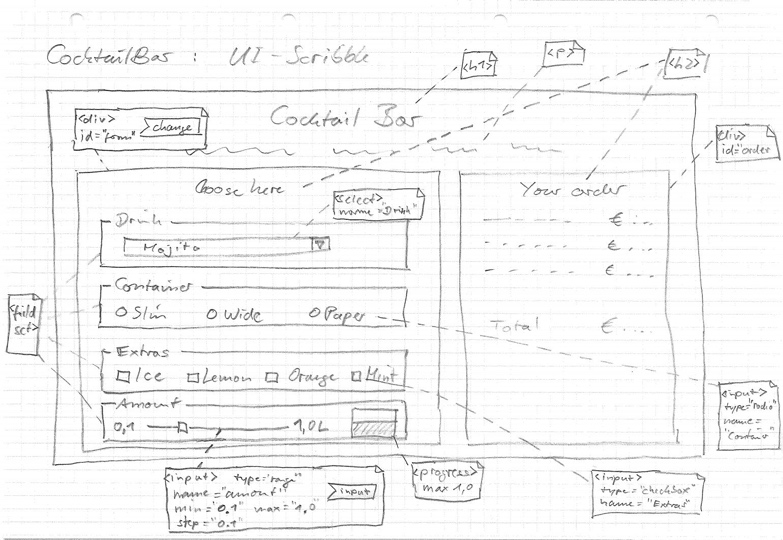 CocktailBar : UI-Scribble
<h1>
<p>
<h2>
<div>
id="form"
change
Cocktail Bar
<div>
id="order
Choose here
Your order
<select>
name="Drink"
Drink
Mojito
€ ...
€ ....
€ ....
Container
Slim Wide Paper
Total € ....
<field
set>
Extras
Ice Lemon Orange Mint
Amount
0,1 1,0L
<input>
type="radio"
name=
"Container"
<input> type="range"
name="amount"
min="0.1" max="1,0"
step="0.1"
input
<progress>
max 1,0
<input>
type="checkbox"
name="Extras"